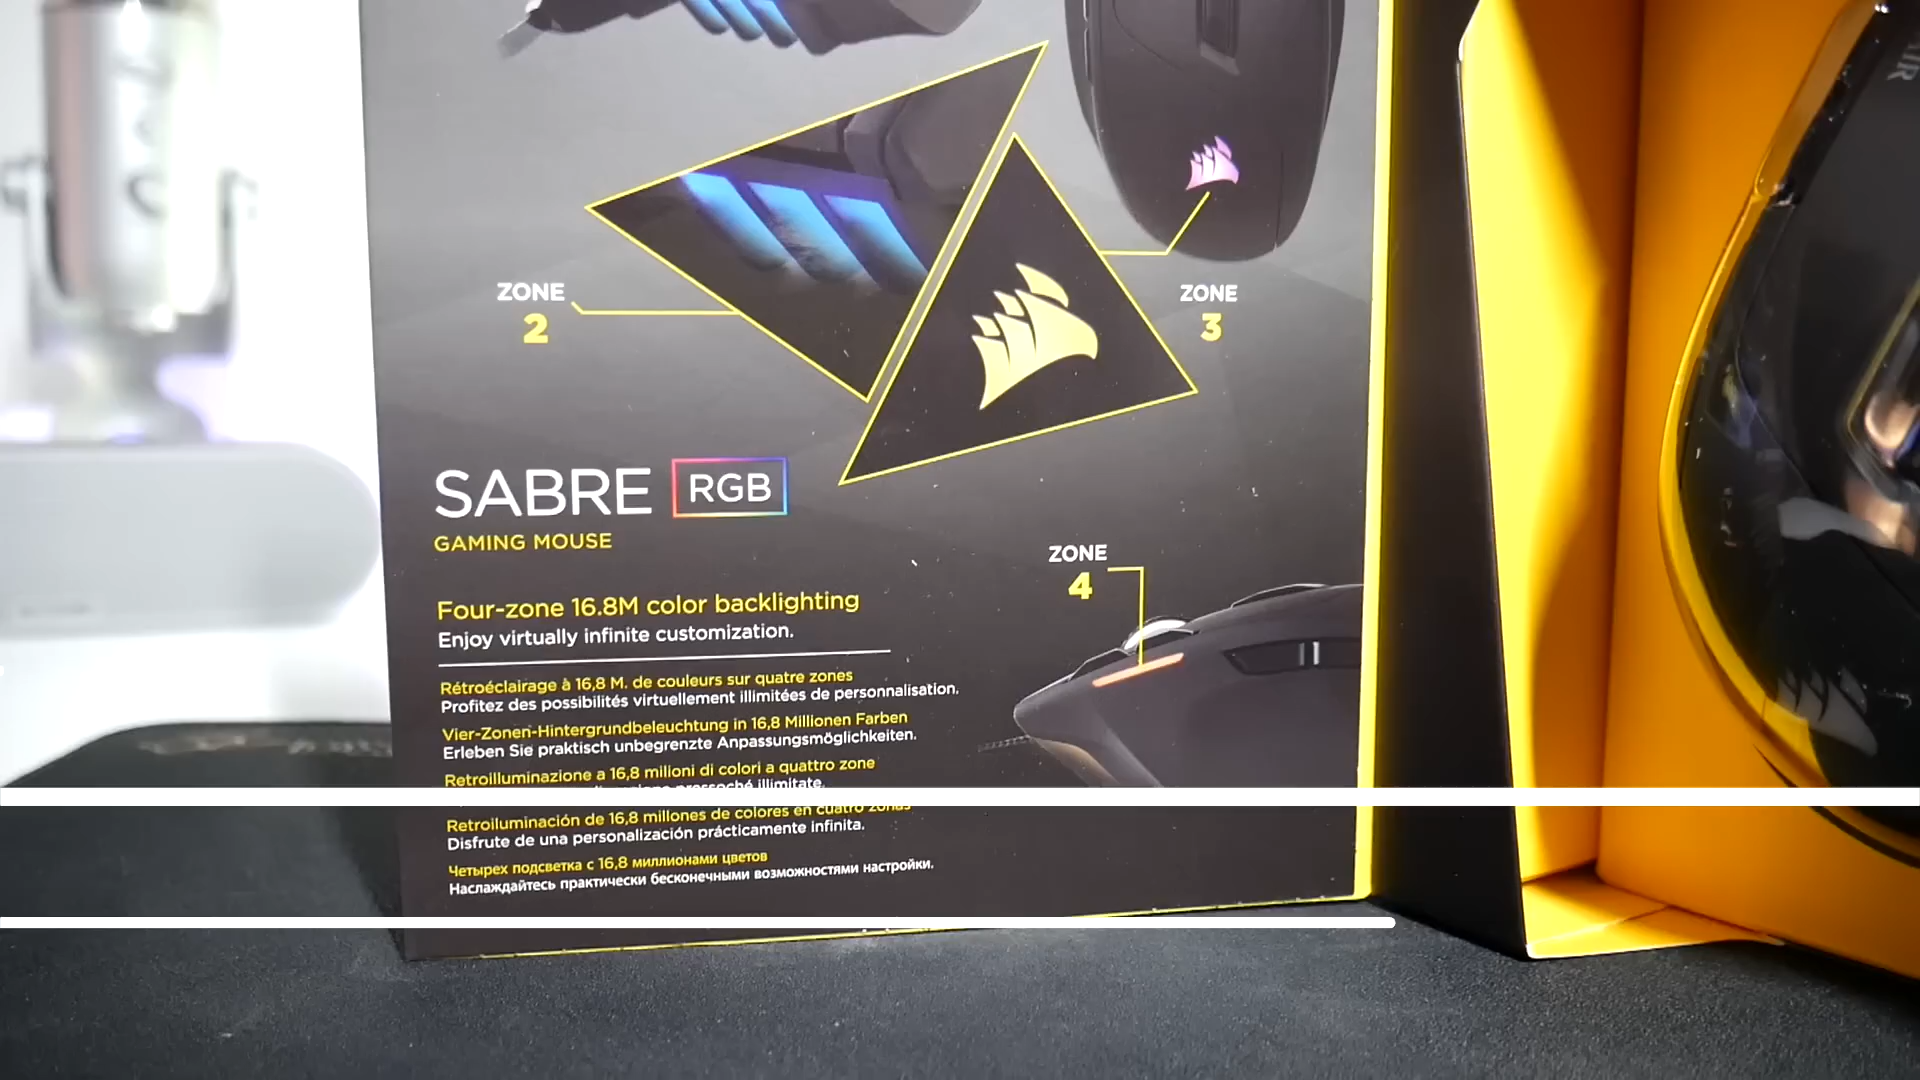 ZONE
2
ZONE
3
SABRE RGB
GAMING MOUSE
ZONE
4
Four-zone 16.8M color backlighting
Enjoy virtually infinite customization.
Rétroéclairage à 16,8 M. de couleurs sur quatre zones
Profitez des possibilités virtuellement illimitées de personnalisation.
Vier-Zonen-Hintergrundbeleuchtung in 16,8 Millionen Farben
Erleben Sie praktisch unbegrenzte Anpassungsmöglichkeiten.
Retroilluminazione a 16,8 milioni di colori a quattro zone
pressoché illimitate.
Retroiluminación de 16,8 millones de colores en cuatro zonas
Disfrute de una personalización prácticamente infinita.
Четырех подсветка с 16,8 миллионами цветов
Наслаждайтесь практически бесконечными возможностями настройки.